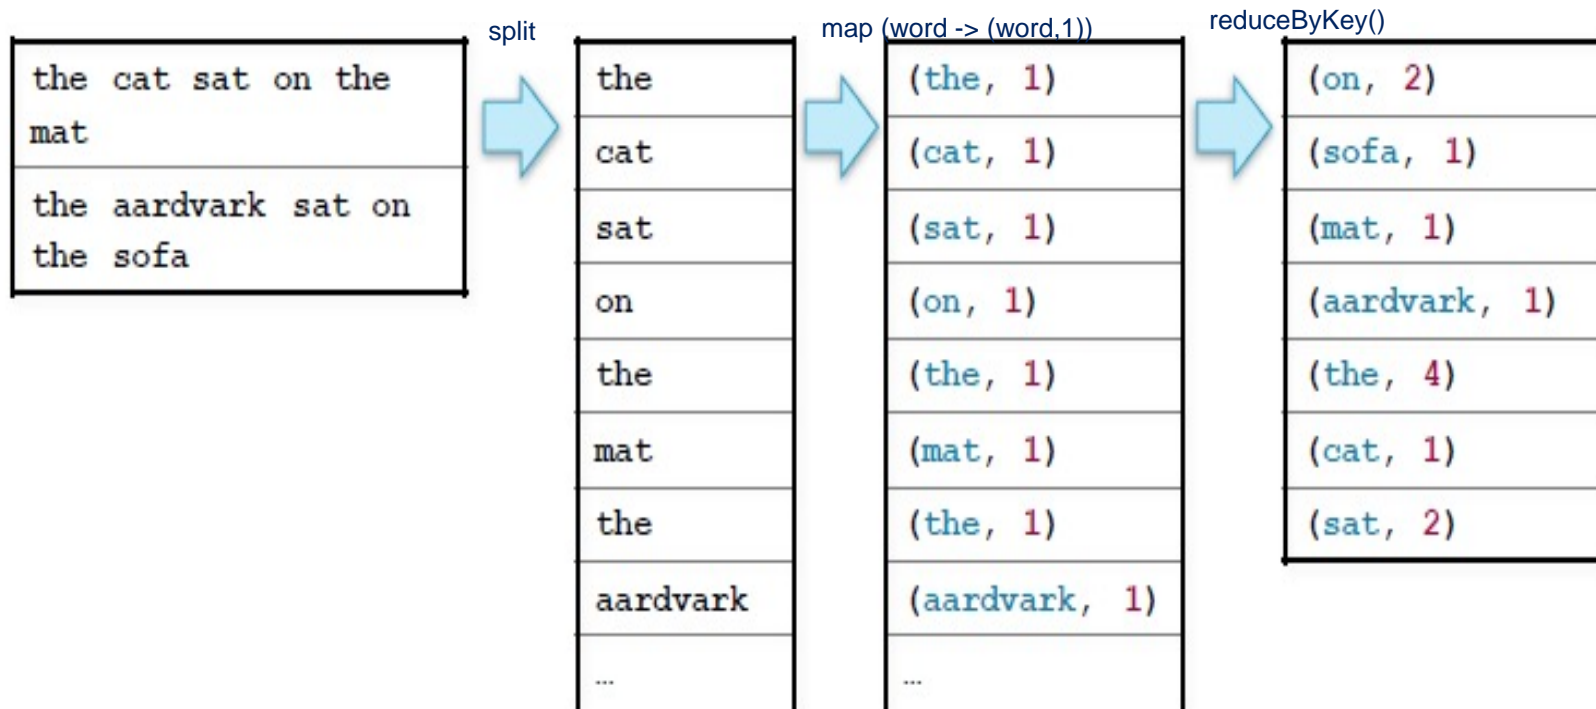 split
map (word -> (word,1))
reduceByKey()
the cat sat on the
mat
the aardvark sat on
the sofa
the
cat
sat
on
the
mat
the
aardvark
...
(the, 1)
(cat, 1)
(sat, 1)
(on, 1)
(the, 1)
(mat, 1)
(the, 1)
(aardvark, 1)
...
(on, 2)
(sofa, 1)
(mat, 1)
(aardvark, 1)
(the, 4)
(cat, 1)
(sat, 2)